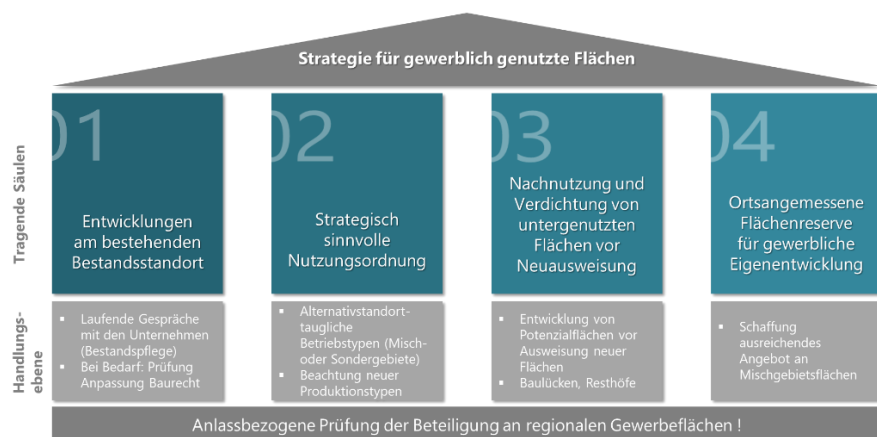 Strategie für gewerblich genutzte Flächen
Tragende Säulen
01
Entwicklungen
am bestehenden
Bestandsstandort
02
Strategisch
sinnvolle
Nutzungsordnung
03
Nachnutzung und
Verdichtung von
untergenutzten
Flächen vor
Neuausweisung
04
Ortsangemessene
Flächenreserve
für gewerbliche
Eigenentwicklung
Handlungs-
ebene
▪ Laufende Gespräche
mit den Unternehmen
(Bestandspflege)
▪ Bei Bedarf: Prüfung
Anpassung Baurecht
▪ Alternativstandort-
taugliche
Betriebstypen (Misch-
oder Sondergebiete)
▪ Beachtung neuer
Produktionstypen
▪ Entwicklung von
Potenzialflächen vor
Ausweisung neuer
Flächen
▪ Baulücken, Resthöfe
▪ Schaffung
ausreichendes
Angebot an
Mischgebietsflächen
Anlassbezogene Prüfung der Beteiligung an regionalen Gewerbeflächen !